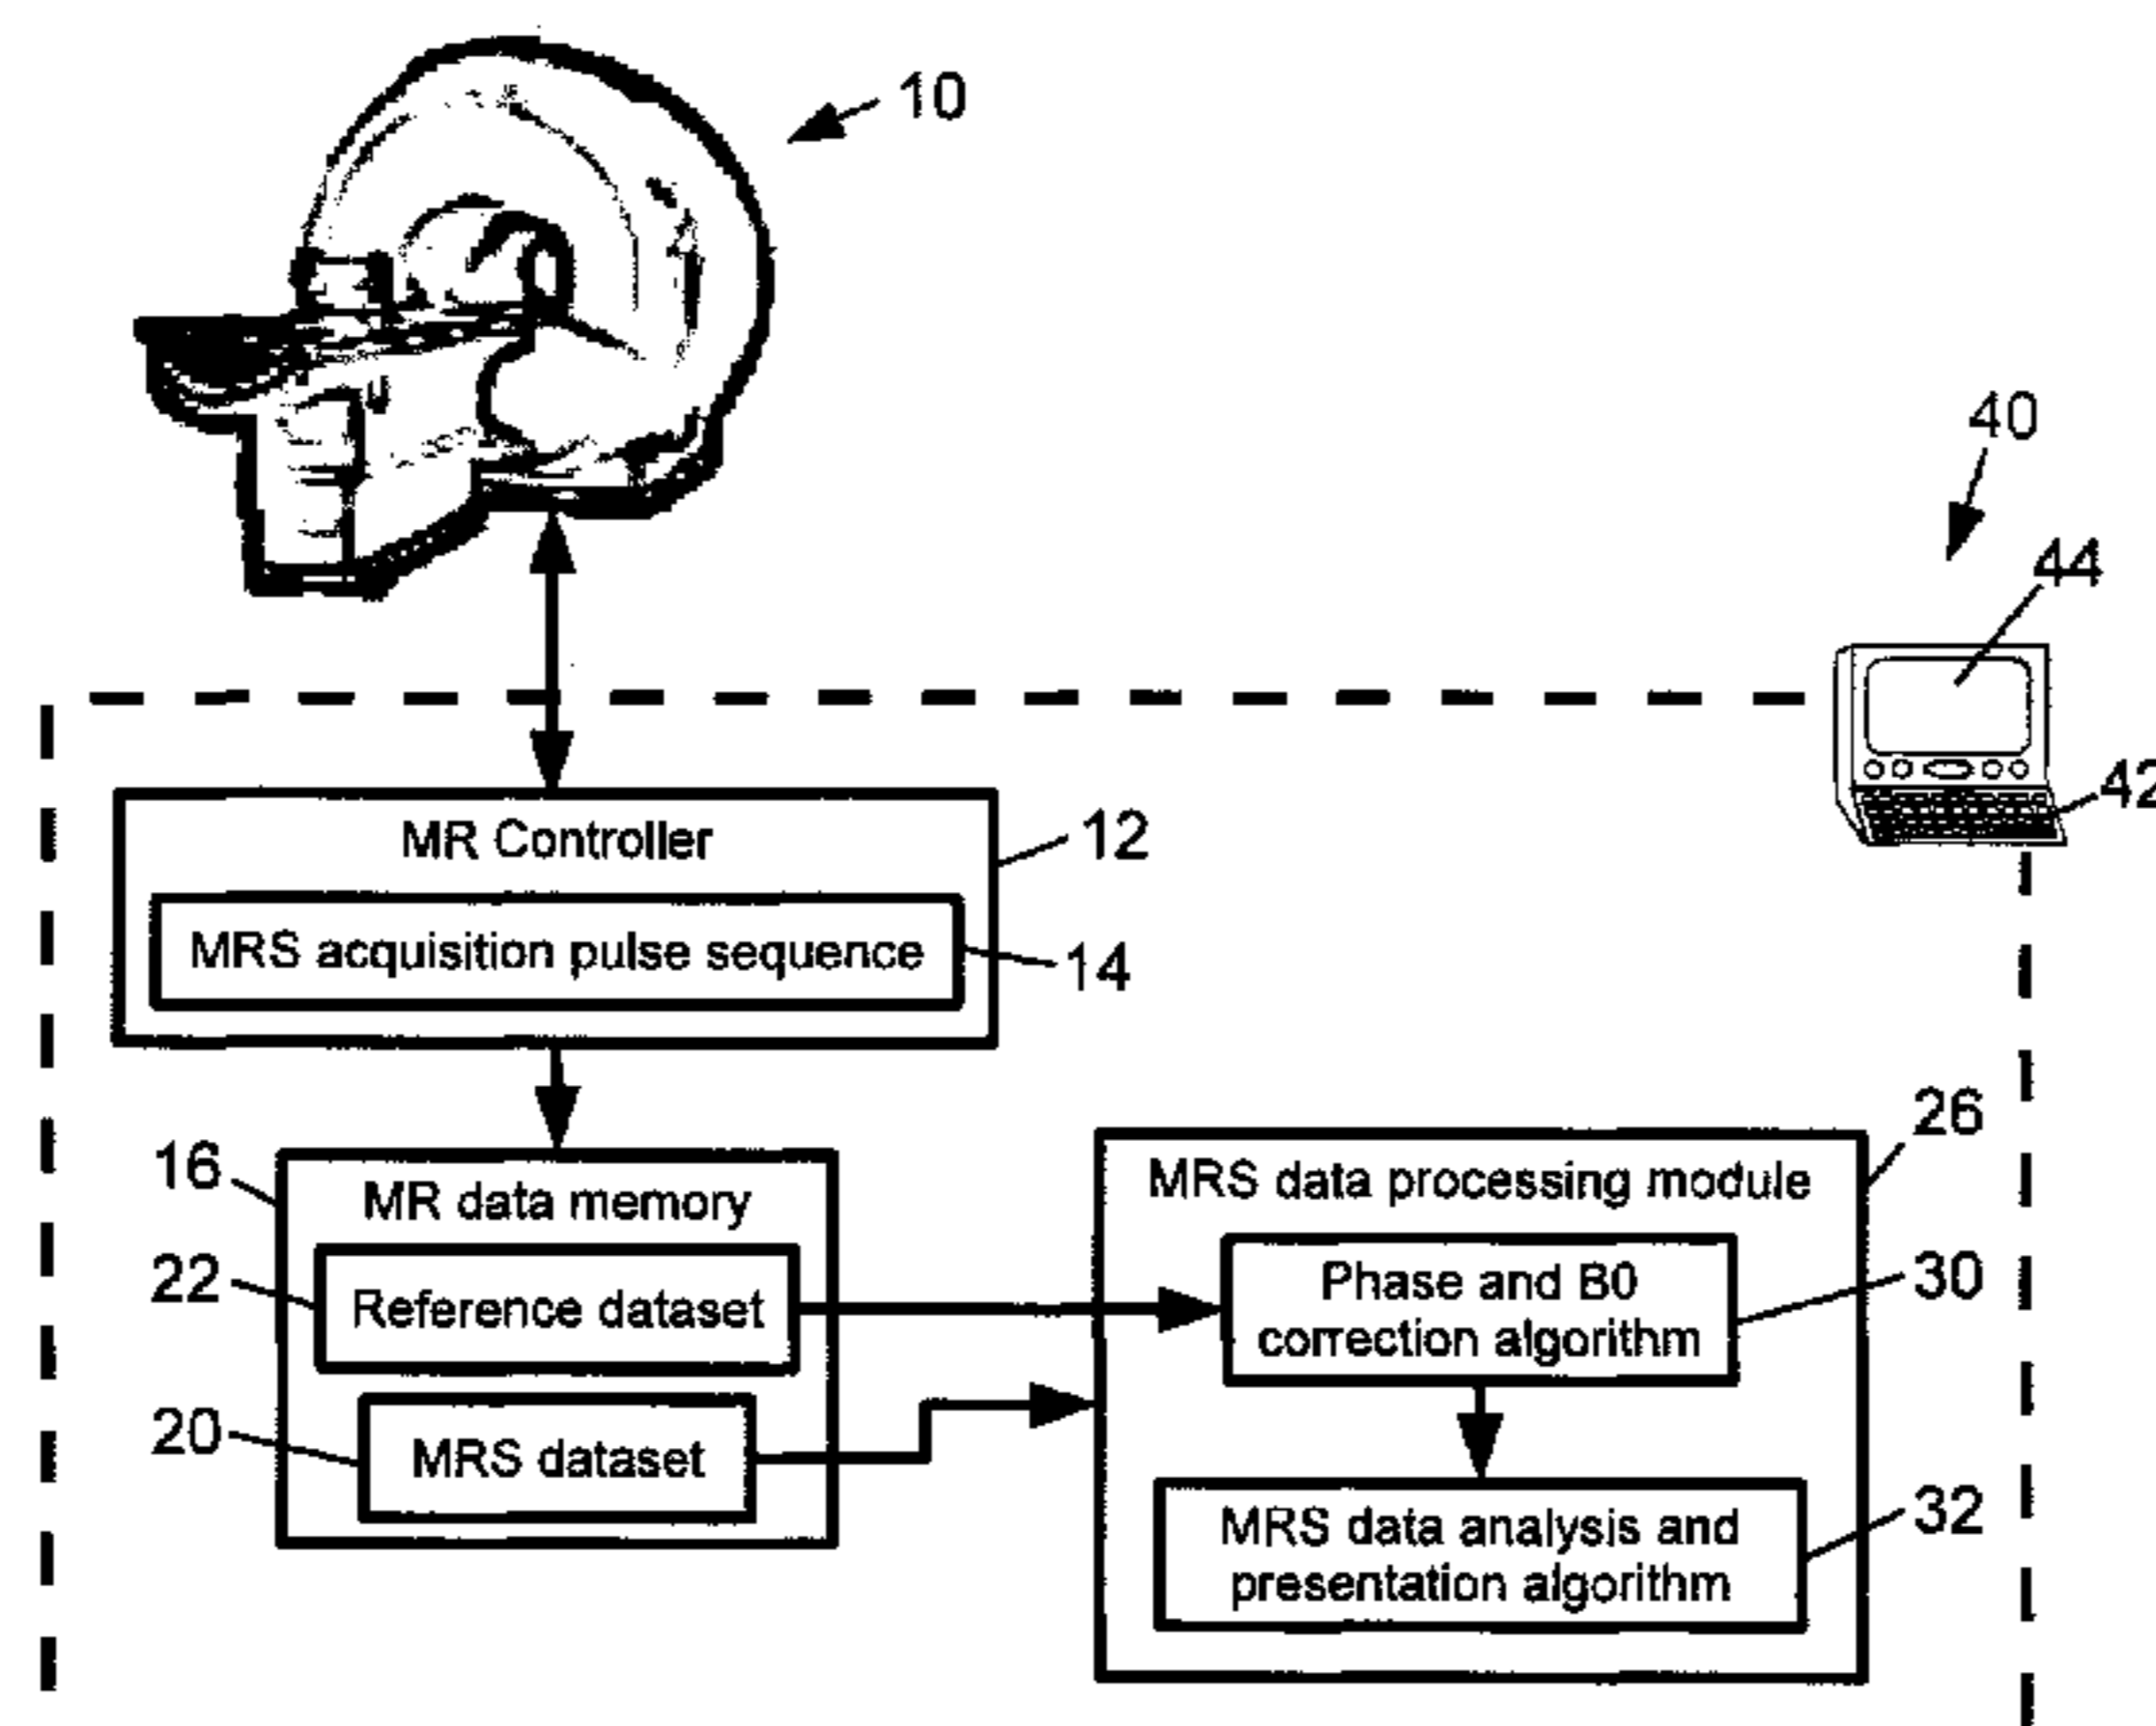 10
40
44
42
MR Controller
12
MRS acquisition pulse sequence
14
16
MR data memory
22
Reference dataset
20
MRS dataset
26
MRS data processing module
Phase and B0
correction algorithm
30
MRS data analysis and
presentation algorithm
32